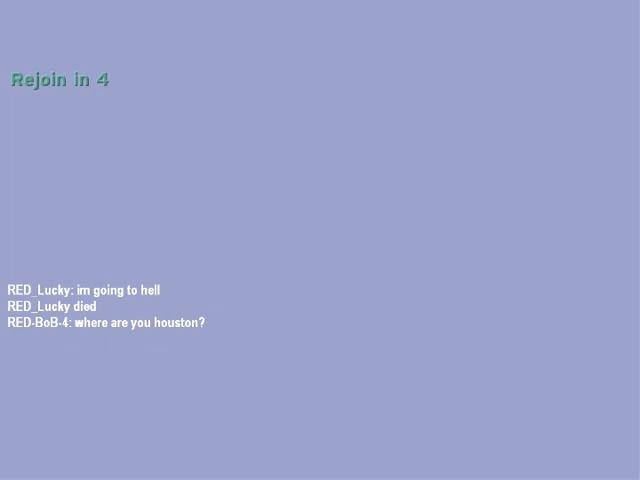 Rejoin in 4
RED_Lucky: im going to hell
RED_Lucky died
RED-BoB-4: where are you houston?